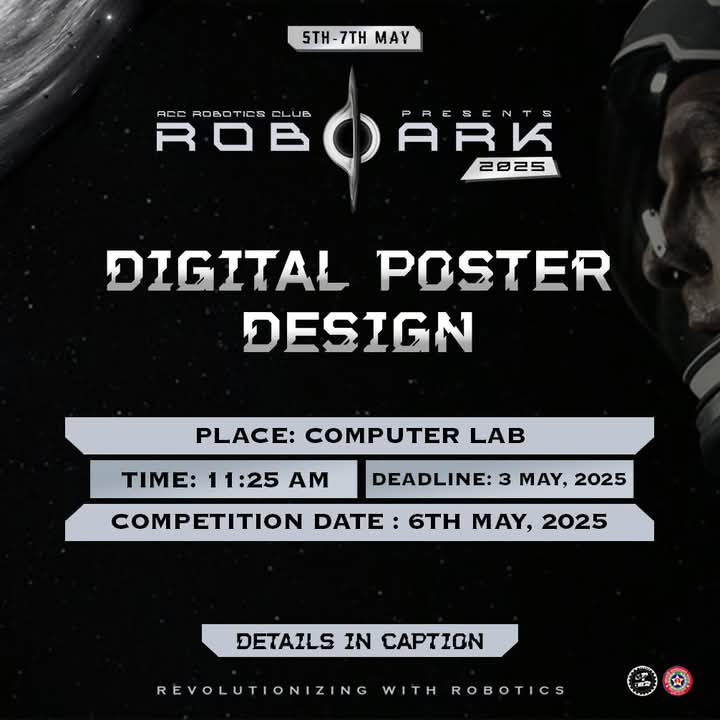 5TH-7TH MAY
ACC ROBOTICS CLUB PRESENTS
ROBOARK
2025
DIGITAL POSTER
DESIGN
PLACE: COMPUTER LAB
TIME: 11:25 AM
DEADLINE: 3 MAY, 2025
COMPETITION DATE : 6TH MAY, 2025
DETAILS IN CAPTION
REVOLUTIONIZING WITH ROBOTICS